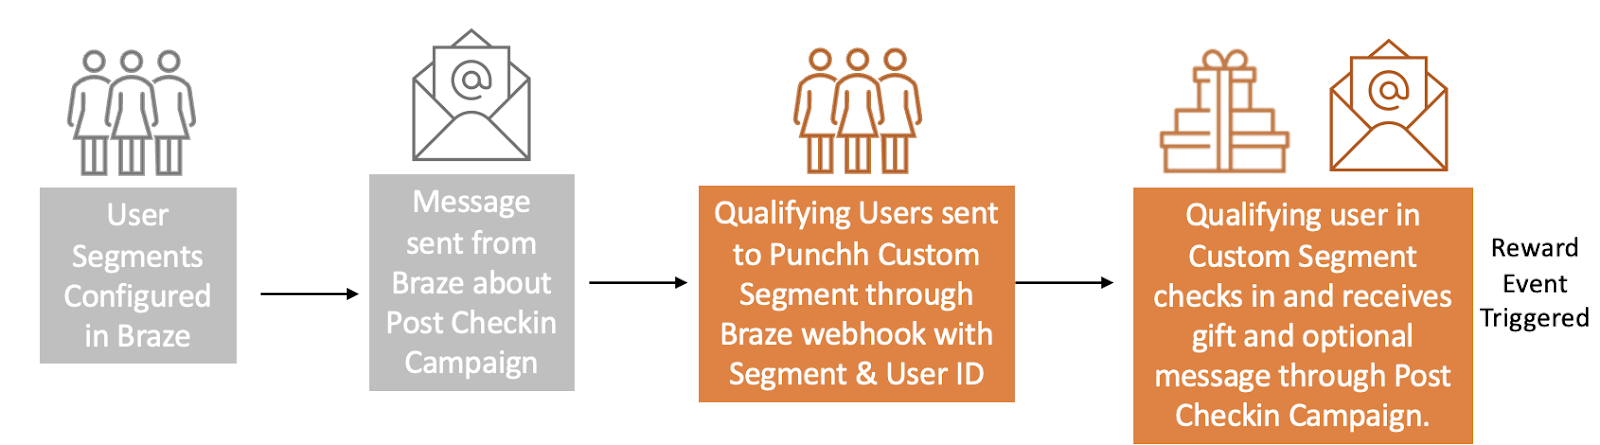 User
Segments
Configured
in Braze
Message
sent from
Braze about
Post Checkin
Campaign
Qualifying Users sent
to Punchh Custom
Segment through
Braze webhook with
Segment & User ID
Qualifying user in
Custom Segment
checks in and receives
gift and optional
message through Post
Checkin Campaign.
Reward
Event
Triggered